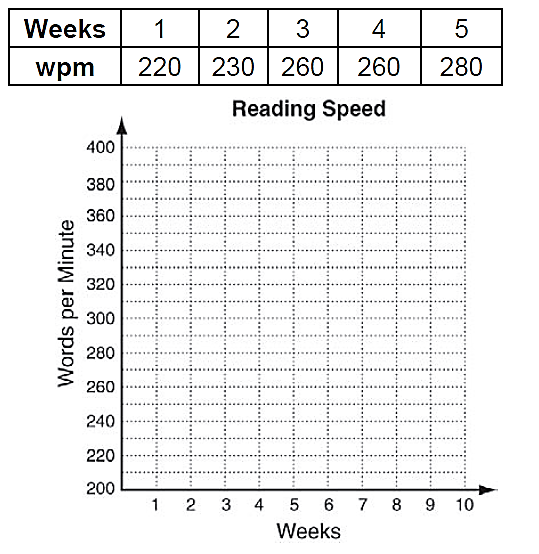 Weeks 1 2 3 4 5
wpm 220 230 260 260 280
Reading Speed
400
380
360
340
320
300
280
260
240
220
200
Words per Minute
1 2 3 4 5 6 7 8 9 10
Weeks